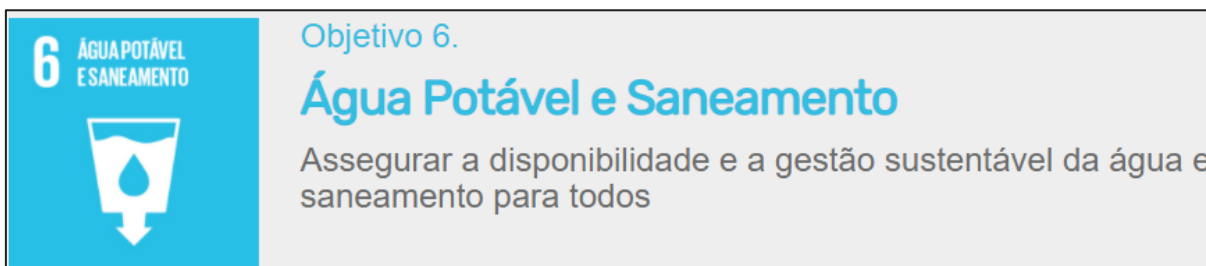 6 ÁGUA POTÁVEL
E SANEAMENTO
Objetivo 6.
Água Potável e Saneamento
Assegurar a disponibilidade e a gestão sustentável da água e
saneamento para todos